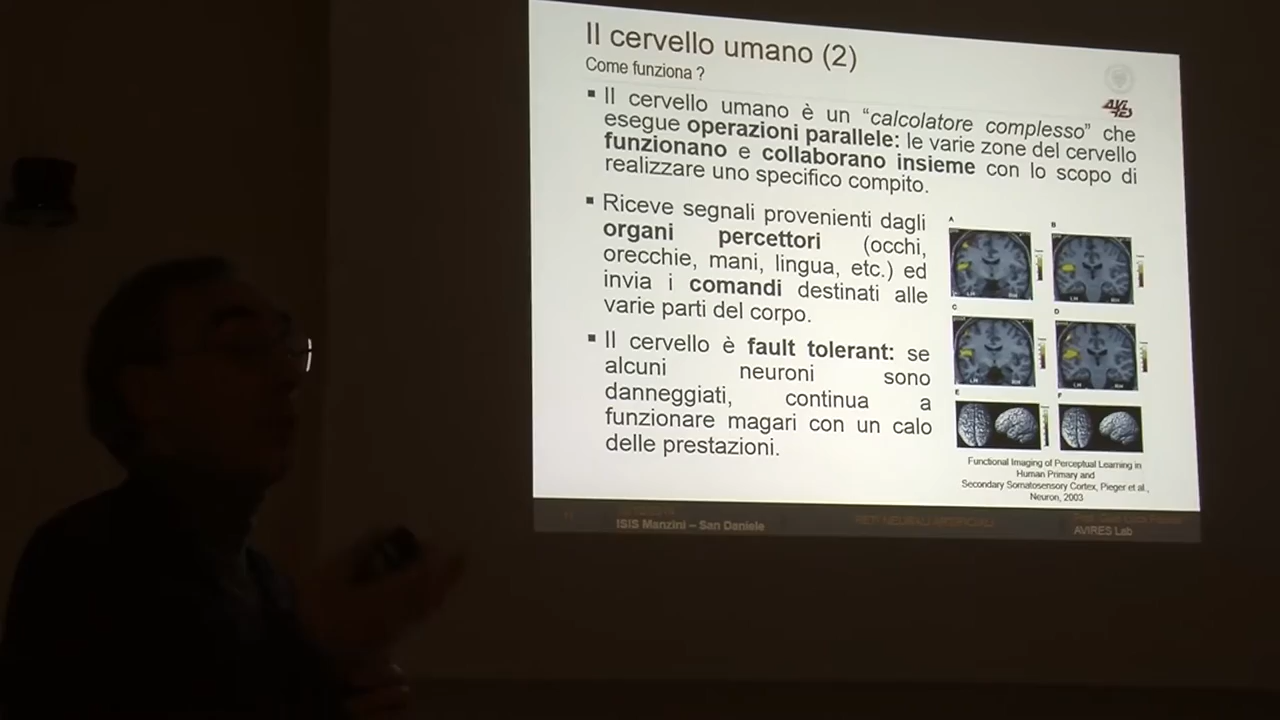 Il cervello umano (2)
Come funziona ?
▪ Il cervello umano è un “calcolatore complesso” che
esegue operazioni parallele: le varie zone del cervello
funzionano e collaborano insieme con lo scopo di
realizzare uno specifico compito.
▪ Riceve segnali provenienti dagli
organi percettori (occhi,
orecchie, mani, lingua, etc.) ed
invia i comandi destinati alle
varie parti del corpo.
▪ Il cervello è fault tolerant: se
alcuni neuroni sono
danneggiati, continua a
funzionare magari con un calo
delle prestazioni.
A
B
C
D
E
F
Functional Imaging of Perceptual Learning in
Human Primary and
Secondary Somatosensory Cortex, Pieger et al.,
Neuron, 2003
RETI NEURALI ARTIFICIALI
ISIS Manzini – San Daniele
AVIRES Lab